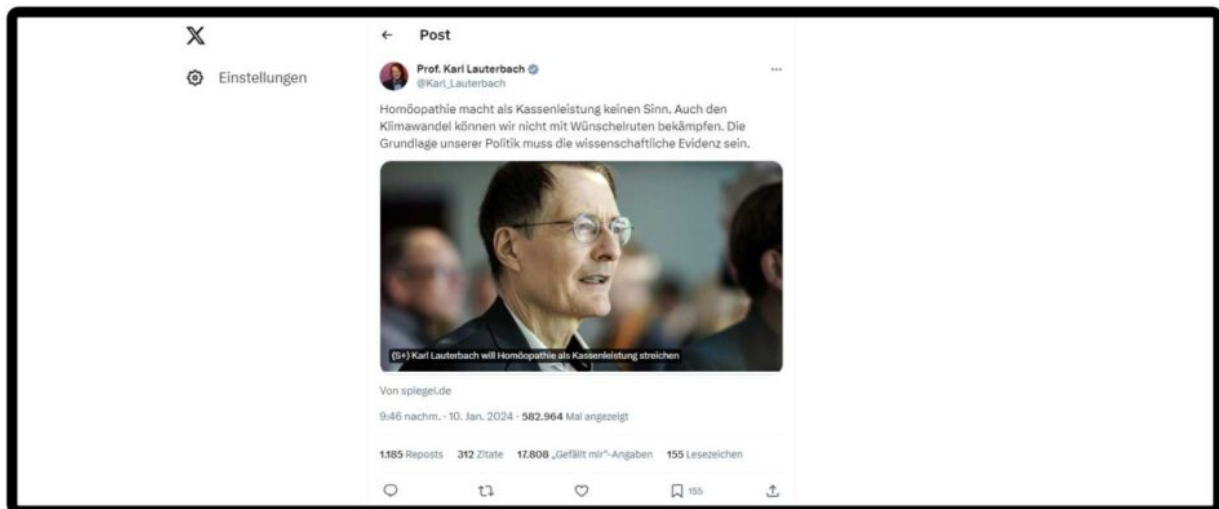 X
Einstellungen
Post
Prof. Karl Lauterbach
@Karl_Lauterbach
Homöopathie macht als Kassenleistung keinen Sinn. Auch den
Klimawandel können wir nicht mit Wünschelruten bekämpfen. Die
Grundlage unserer Politik muss die wissenschaftliche Evidenz sein.
(S+) Karl Lauterbach will Homöopathie als Kassenleistung streichen
Von spiegel.de
9:46 nachm. · 10. Jan. 2024 · 582.964 Mal angezeigt
1.185 Reposts 312 Zitate 17.808 „Gefällt mir“-Angaben 155 Lesezeichen
155